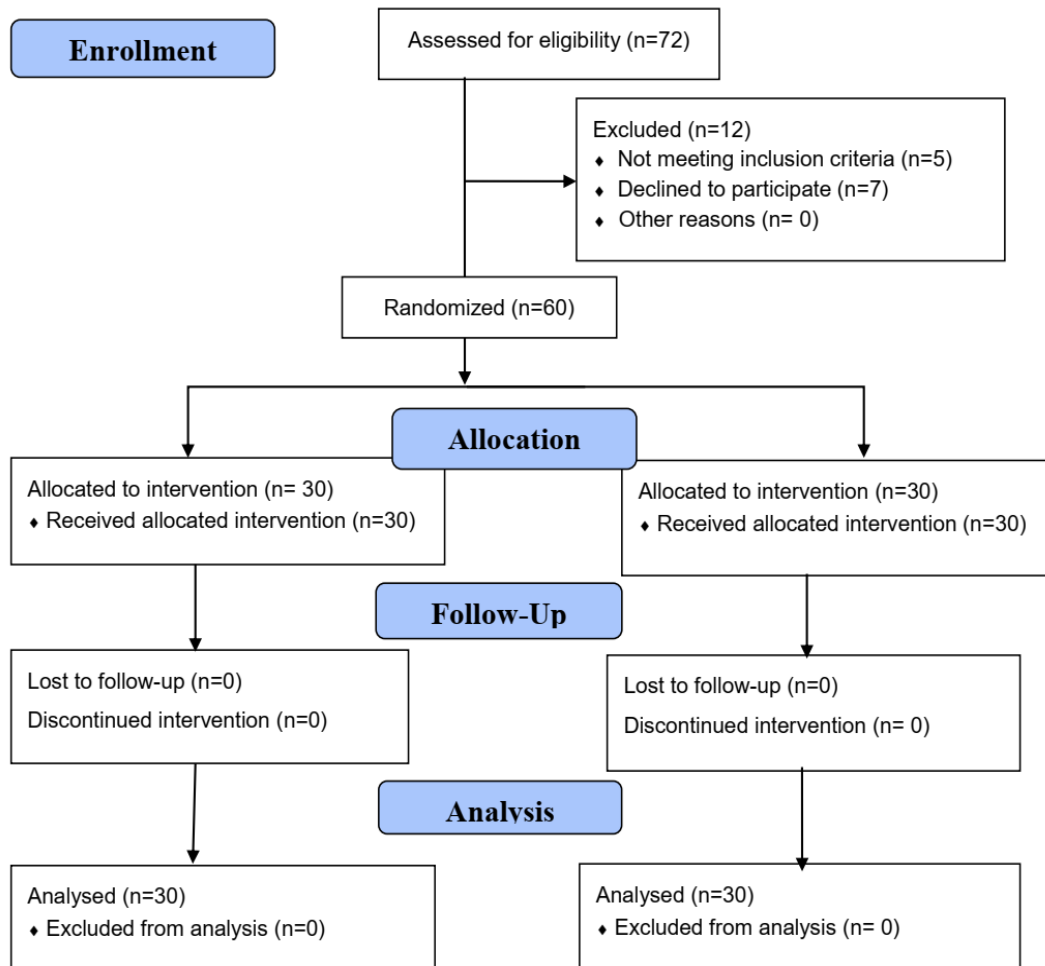 Enrollment
Assessed for eligibility (n=72)
Excluded (n=12)
♦ Not meeting inclusion criteria (n=5)
♦ Declined to participate (n=7)
♦ Other reasons (n= 0)
Randomized (n=60)
Allocation
Allocated to intervention (n= 30)
♦ Received allocated intervention (n=30)
Allocated to intervention (n=30)
♦ Received allocated intervention (n=30)
Follow-Up
Lost to follow-up (n=0)
Discontinued intervention (n=0)
Lost to follow-up (n=0)
Discontinued intervention (n= 0)
Analysis
Analysed (n=30)
♦ Excluded from analysis (n=0)
Analysed (n=30)
♦ Excluded from analysis (n= 0)